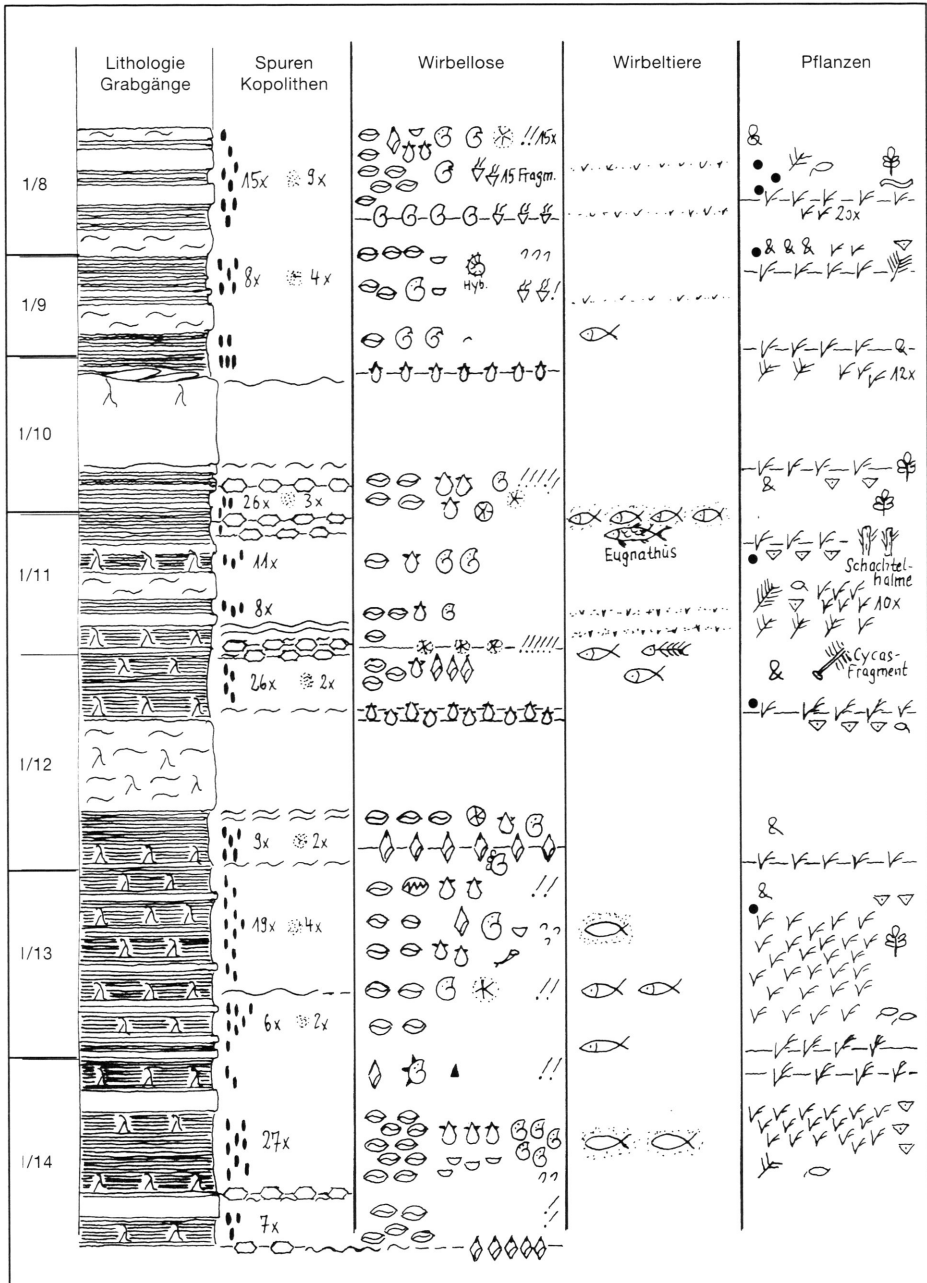 Lithologie Grabgänge
Spuren Kopolithen
Wirbellose
Wirbeltiere
Pflanzen
1/8
15x 9x
!! 15x
15 Fragm.
23x
1/9
8x 4x
Hyb.
???
!
&
& & &
&
12x
1/10
26x 3x
!!!!!
&
1/11
11x
Eugnathus
Schachtel-
halme
8x
10x
!!!!!
26x 2x
&
Cycas-
Fragment
1/12
9x 2x
&
1/13
!!
&
19x 4x
??
!!
6x 2x
1/14
!!
27x
??
7x
!!